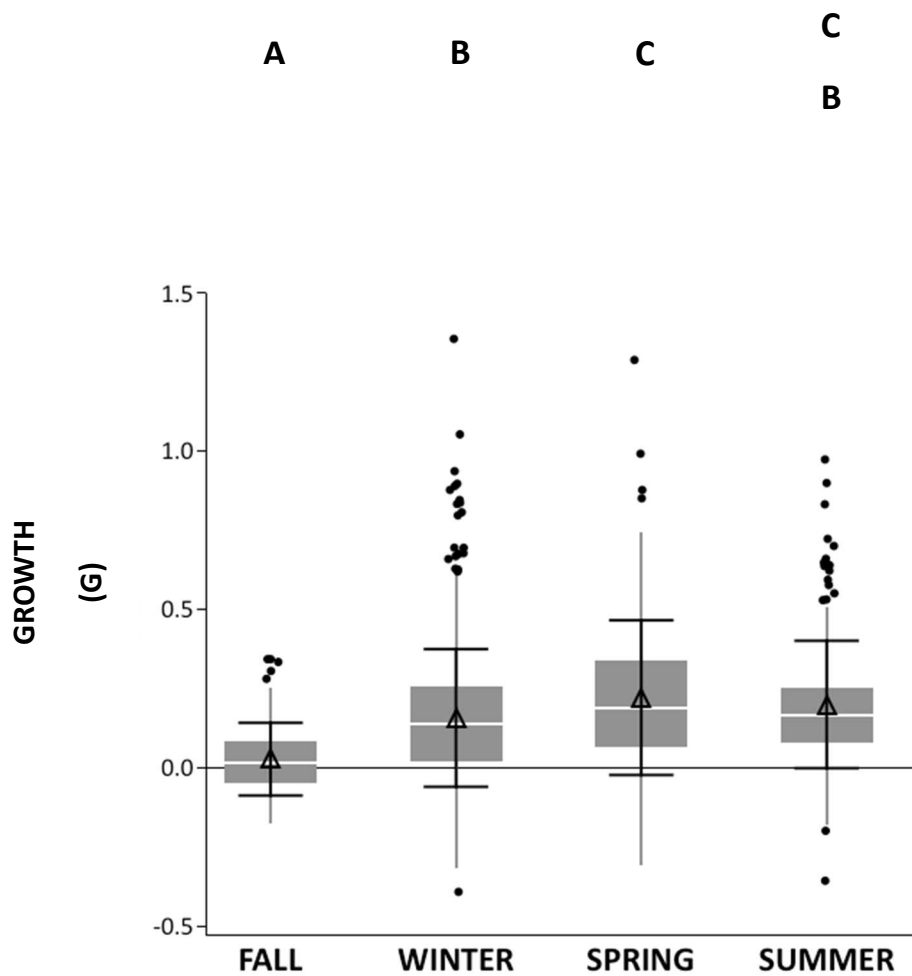 C
A B C
B
1.5
1.0
GROWTH
(G)
0.5
0.0
-0.5
FALL WINTER SPRING SUMMER